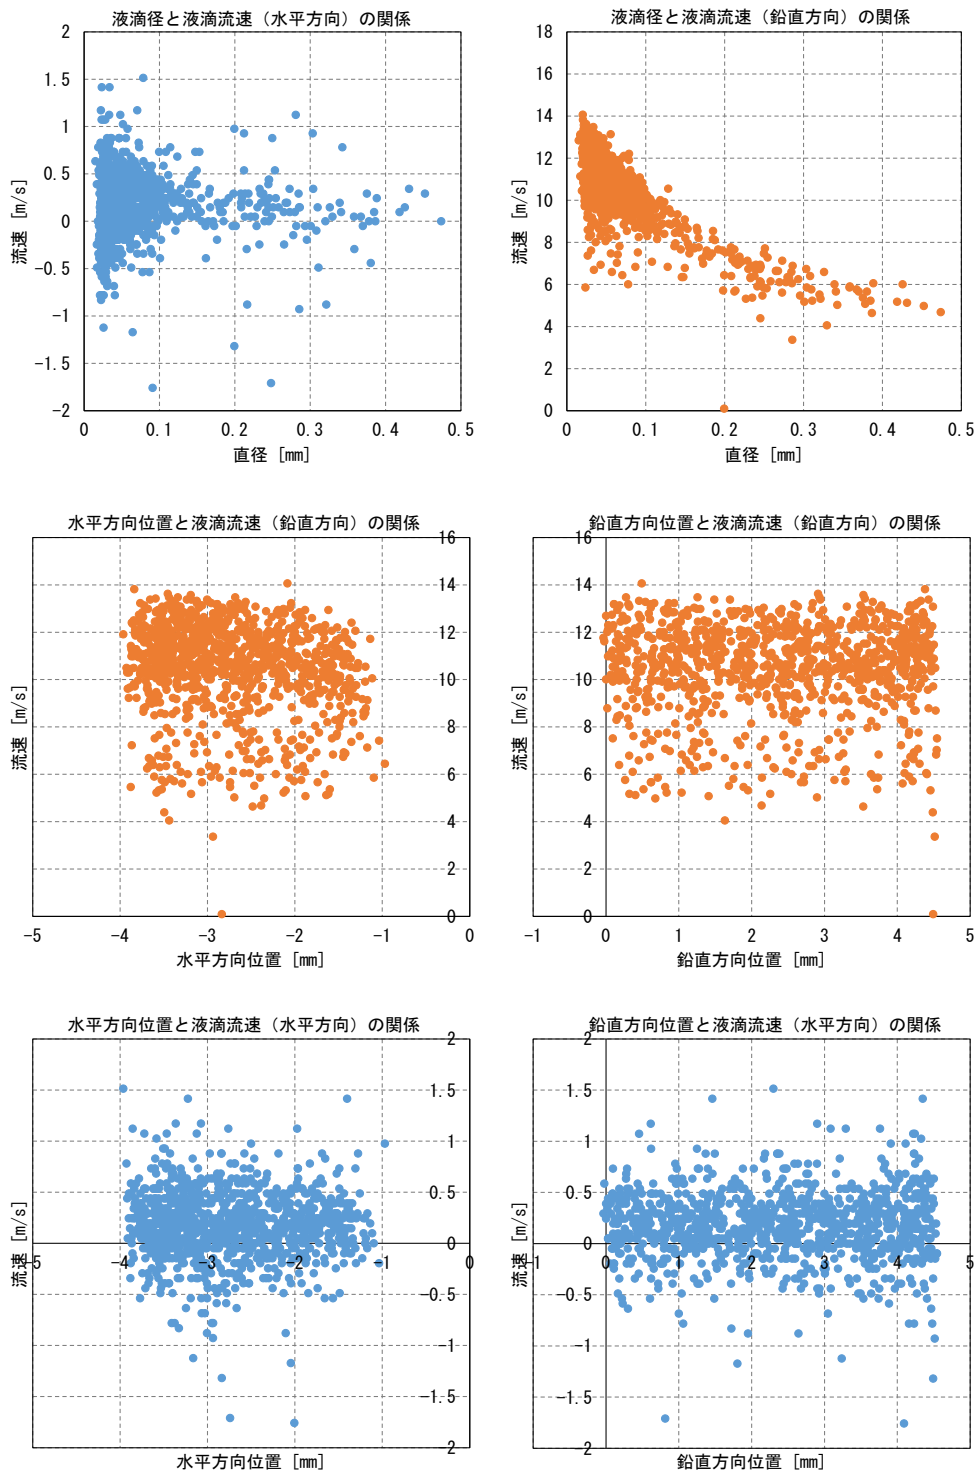 液滴径と液滴流速（水平方向）の関係
2
1.5
1
0.5
0
-0.5
-1
-1.5
-2
流速 [m/s]
0 0.1 0.2 0.3 0.4 0.5
直径 [mm]
液滴径と液滴流速（鉛直方向）の関係
18
16
14
12
10
8
6
4
2
0
流速 [m/s]
0 0.1 0.2 0.3 0.4 0.5
直径 [mm]
水平方向位置と液滴流速（鉛直方向）の関係
16
14
12
10
8
6
4
2
0
流速 [m/s]
-5 -4 -3 -2 -1 0
水平方向位置 [mm]
鉛直方向位置と液滴流速（鉛直方向）の関係
16
14
12
10
8
6
4
2
0
流速 [m/s]
-1 0 1 2 3 4 5
鉛直方向位置 [mm]
水平方向位置と液滴流速（水平方向）の関係
2
1.5
1
0.5
0
-0.5
-1
-1.5
-2
流速 [m/s]
-5 -4 -3 -2 -1 0
水平方向位置 [mm]
鉛直方向位置と液滴流速（水平方向）の関係
2
1.5
1
0.5
0
-0.5
-1
-1.5
-2
流速 [m/s]
-1 0 1 2 3 4 5
鉛直方向位置 [mm]